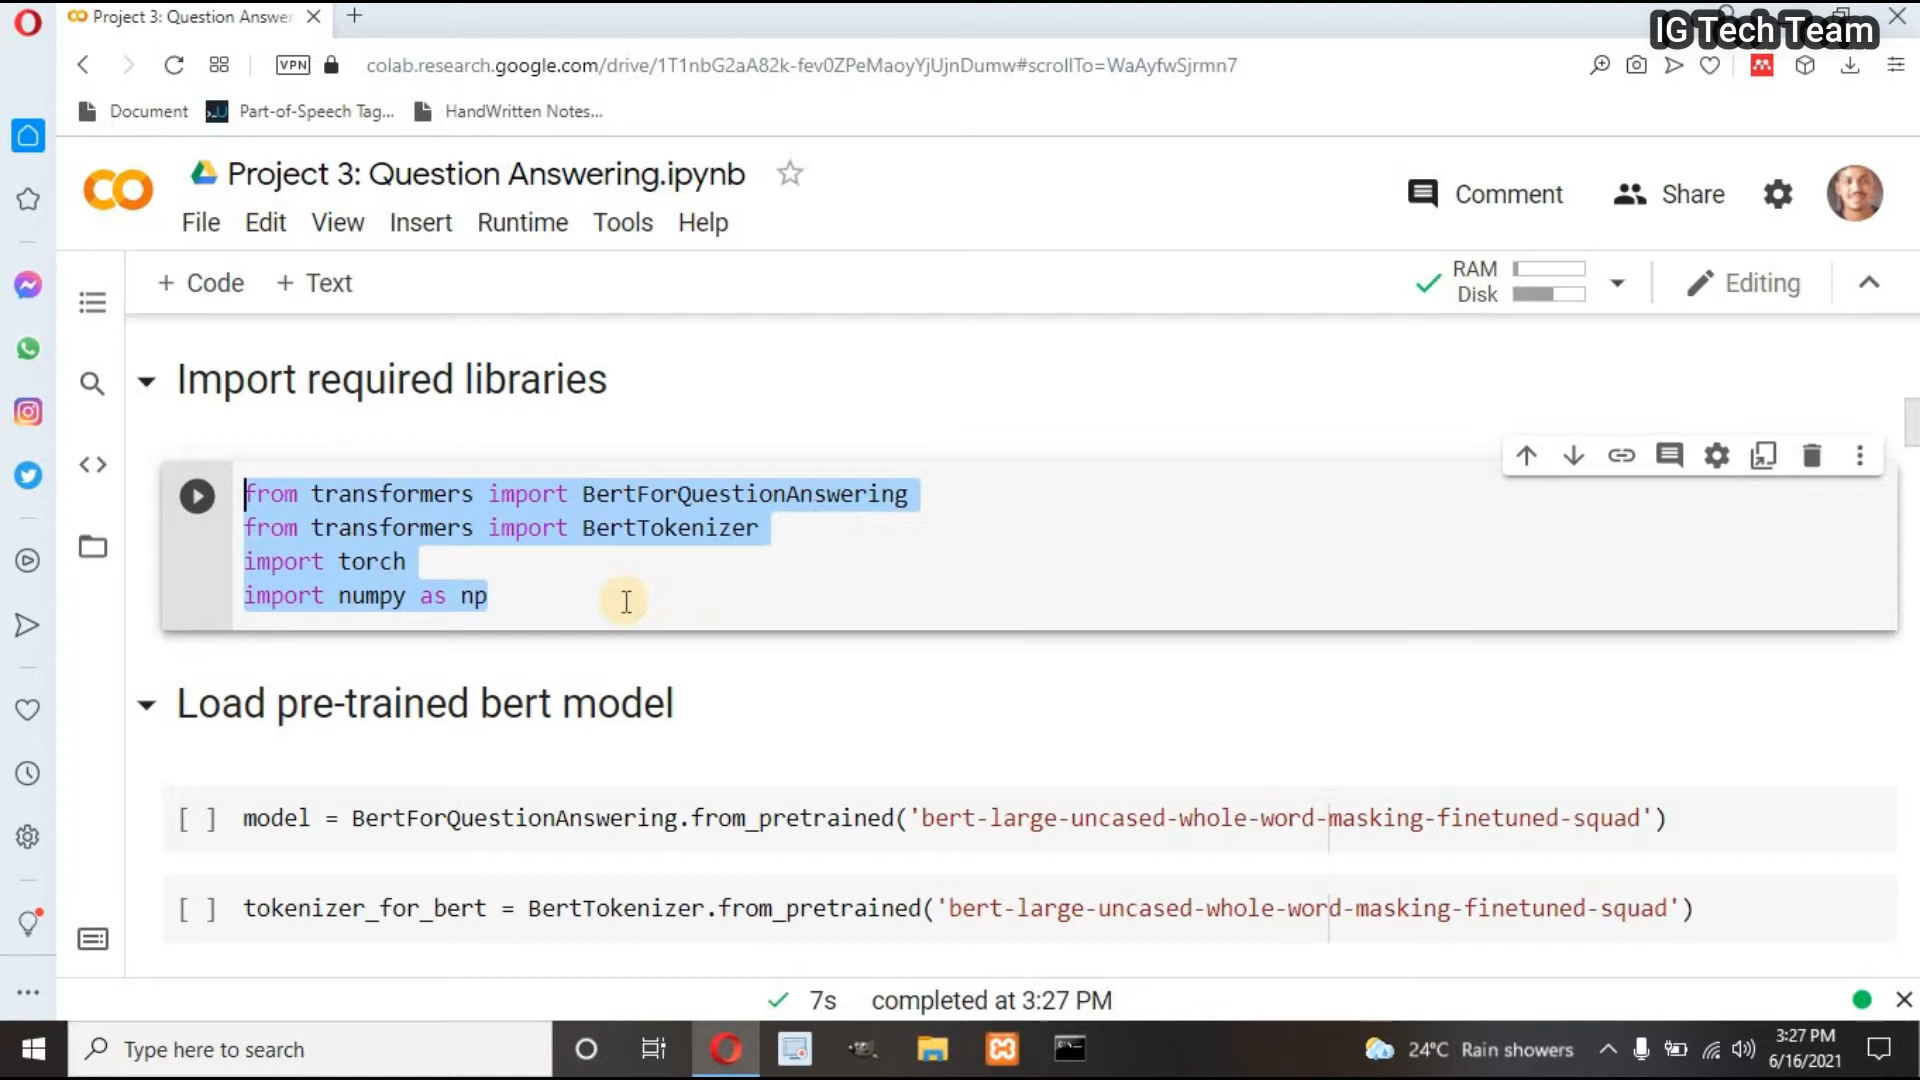 Project 3: Question Answer
IG Tech Team
VPN
colab.research.google.com/drive/1T1nbG2aA82k-fev0ZPeMaoyYjUjnDumw#scrollTo=WaAyfwSjrmn7
Document
Part-of-Speech Tag...
HandWritten Notes...
CO
Project 3: Question Answering.ipynb
Comment
Share
File Edit View Insert Runtime Tools Help
+ Code + Text
RAM
Disk
Editing
Import required libraries
from transformers import BertForQuestionAnswering
from transformers import BertTokenizer
import torch
import numpy as np
Load pre-trained bert model
[ ] model = BertForQuestionAnswering.from_pretrained('bert-large-uncased-whole-word-masking-finetuned-squad')
[ ] tokenizer_for_bert = BertTokenizer.from_pretrained('bert-large-uncased-whole-word-masking-finetuned-squad')
7s completed at 3:27 PM
Type here to search
24°C Rain showers
3:27 PM
6/16/2021